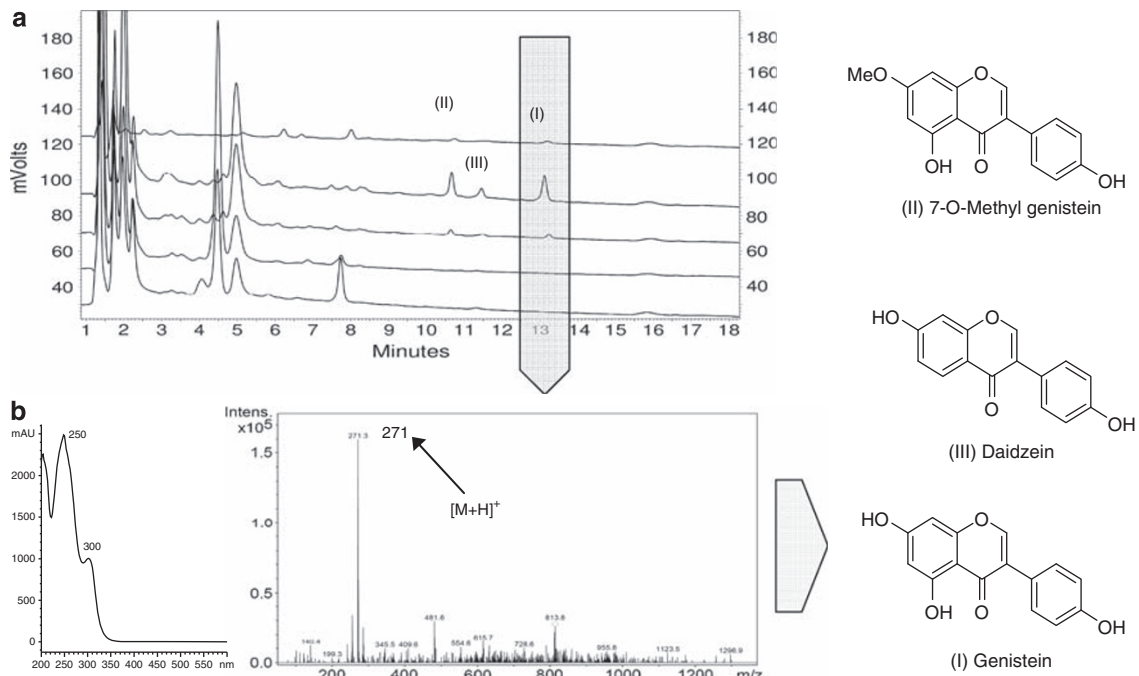 a
180
160
140
120
100
80
60
40
mVolts
(II)
(I)
(III)
180
160
140
120
100
80
60
40
1 2 3 4 5 6 7 8 9 10 11 12 13 14 15 16 17 18
Minutes
b
mAU
2000
1500
1000
500
0
250
300
200 250 300 350 400 450 500 550 nm
Intens.
x10⁵
1.5
1.0
0.5
0.0
271.3
271
[M+H]⁺
140.4
199.3
345.5
409.6
481.6
554.6
615.7
728.6
813.8
955.8
1123.5
1296.9
200 400 600 800 1000 1200 m/z
MeO
O
OH
O
OH
(II) 7-O-Methyl genistein
HO
O
O
OH
(III) Daidzein
HO
O
OH
O
OH
(I) Genistein